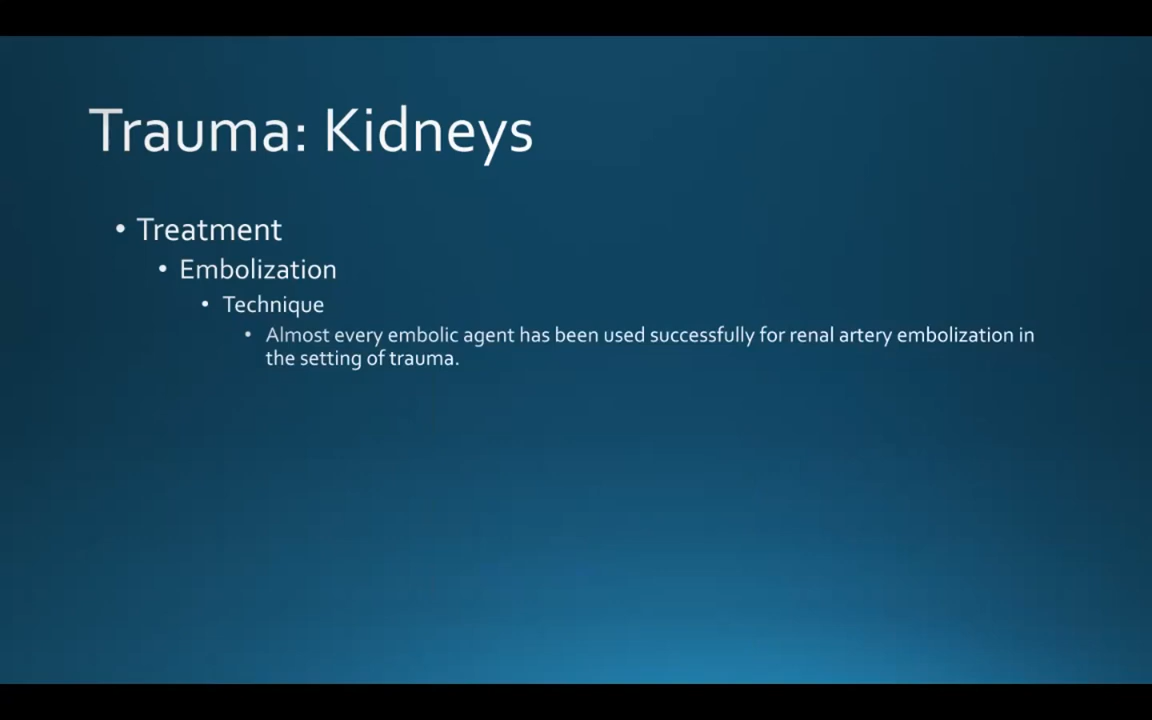 Trauma: Kidneys
• Treatment
• Embolization
• Technique
• Almost every embolic agent has been used successfully for renal artery embolization in
the setting of trauma.